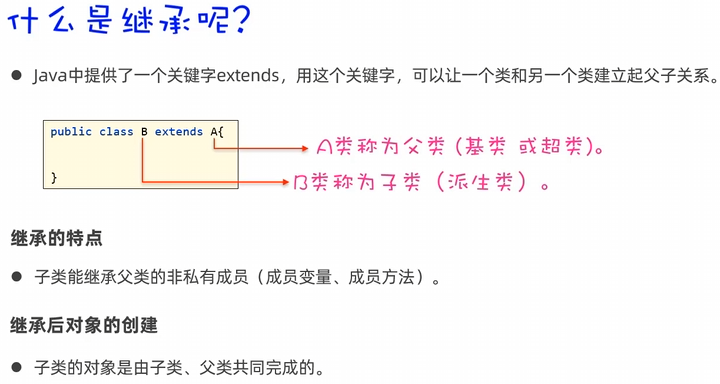 什么是继承呢?
● Java中提供了一个关键字extends，用这个关键字，可以让一个类和另一个类建立起父子关系。
public class B extends A{
A类称为父类 (基类 或超类)。
}
B类称为子类（派生类）。
继承的特点
● 子类能继承父类的非私有成员（成员变量、成员方法）。
继承后对象的创建
● 子类的对象是由子类、父类共同完成的。